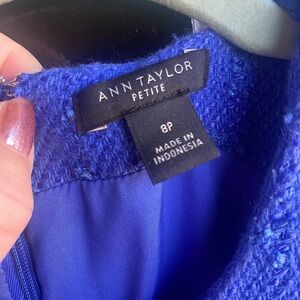 ANN TAYLOR
PETITE
8P
MADE IN
INDONESIA